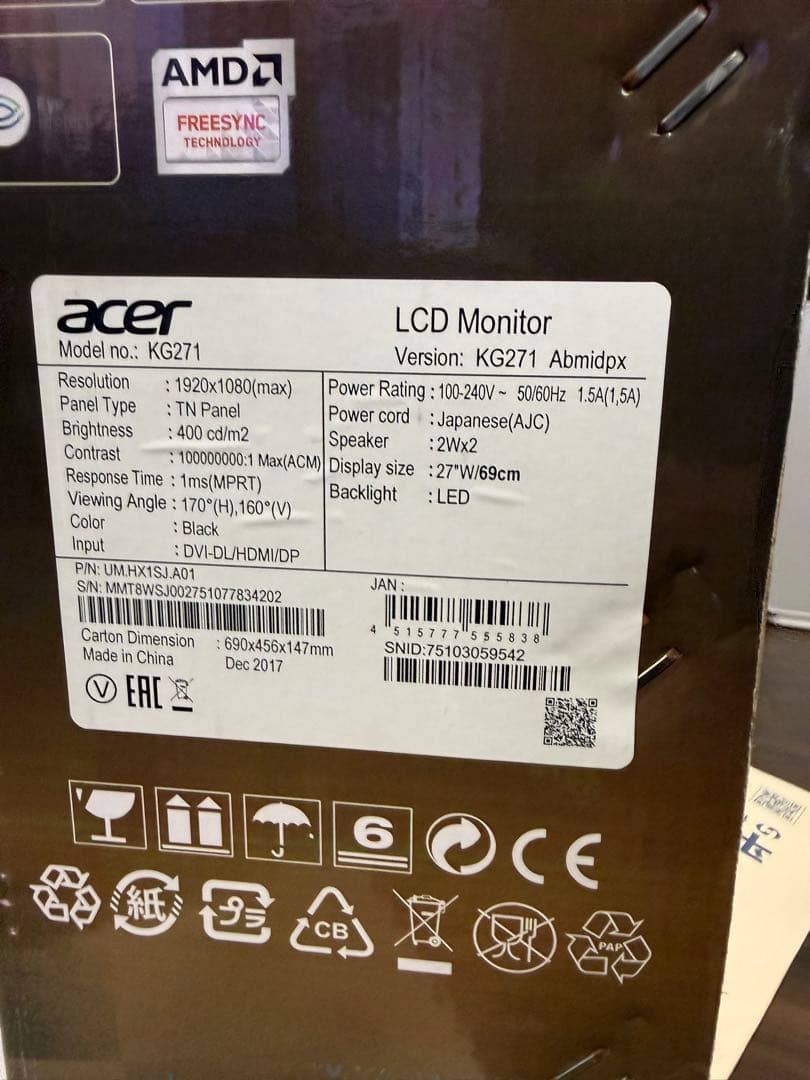 AMD
FREESYNC
TECHNOLOGY
acer
LCD Monitor
Model no.: KG271
Version: KG271 Abmidpx
Resolution : 1920x1080(max)
Panel Type : TN Panel
Brightness : 400 cd/m2
Contrast : 100000000:1 Max(ACM)
Response Time : 1ms(MPRT)
Viewing Angle : 170°(H),160°(V)
Color : Black
Input : DVI-DL/HDMI/DP
Power Rating : 100-240V~ 50/60Hz 1.5A(1,5A)
Power cord : Japanese(AJC)
Speaker : 2Wx2
Display size : 27"W/69cm
Backlight : LED
P/N: UM.HX1SJ.A01
S/N: MMT8WSJ002751077834202
Carton Dimension : 690x456x147mm
Made in China Dec 2017
JAN :
4 515777 555838
SNID:75103059542
V EAC
6
CE
紙
プラ
CB
PAP